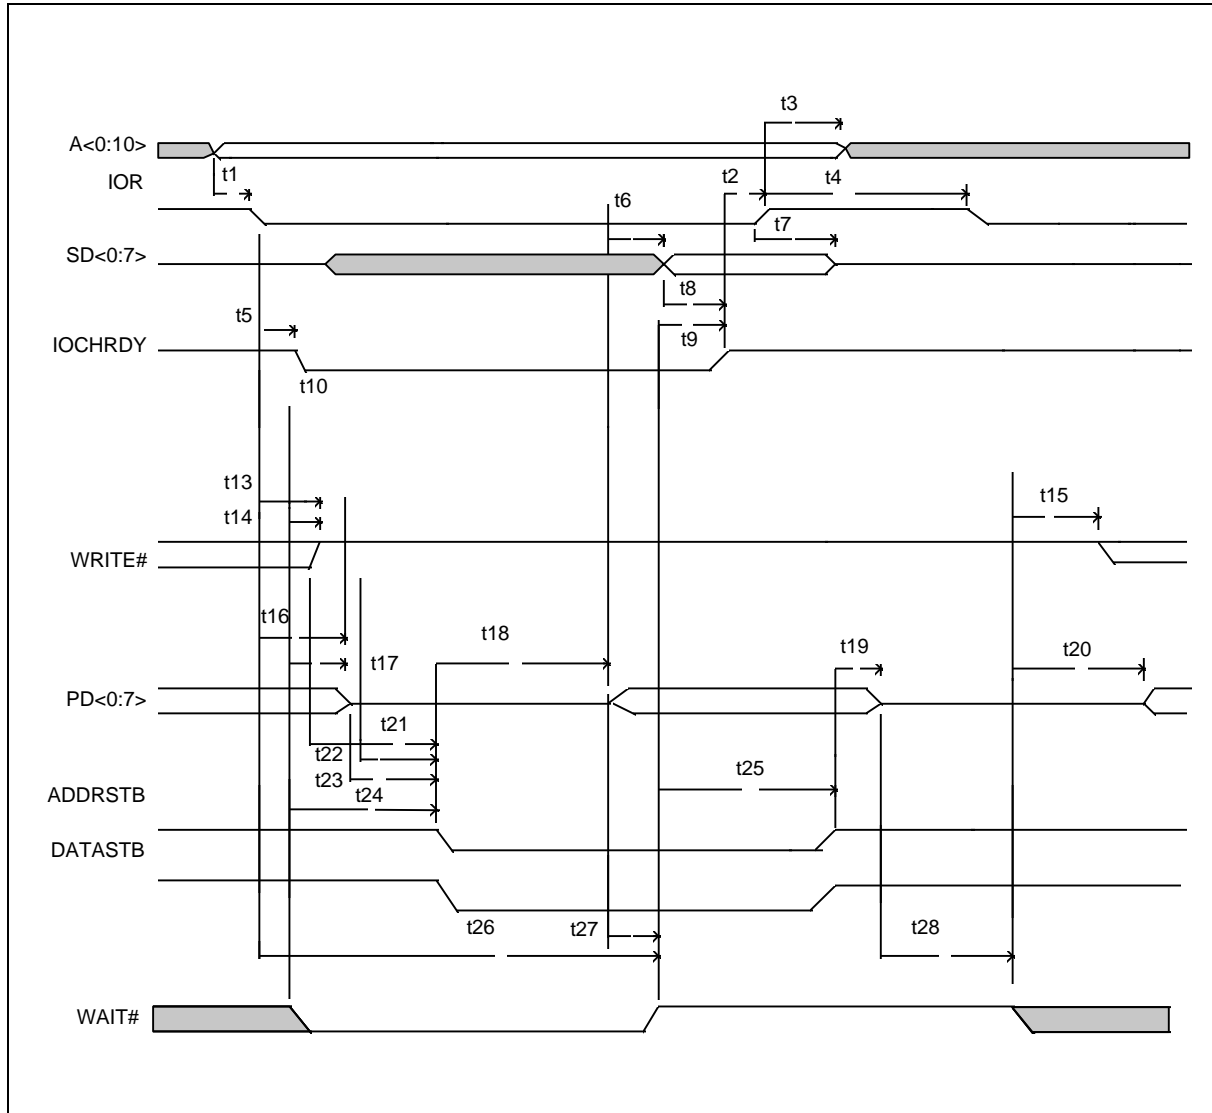 t3
A<0:10>
t1
t2
t4
IOR
t6
t7
SD<0:7>
t8
t5
t9
IOCHRDY
t10
t13
t15
t14
WRITE#
t16
t18
t17
t19
t20
PD<0:7>
t21
t22
t23
t25
ADDRSTB
t24
DATASTB
t26
t27
t28
WAIT#